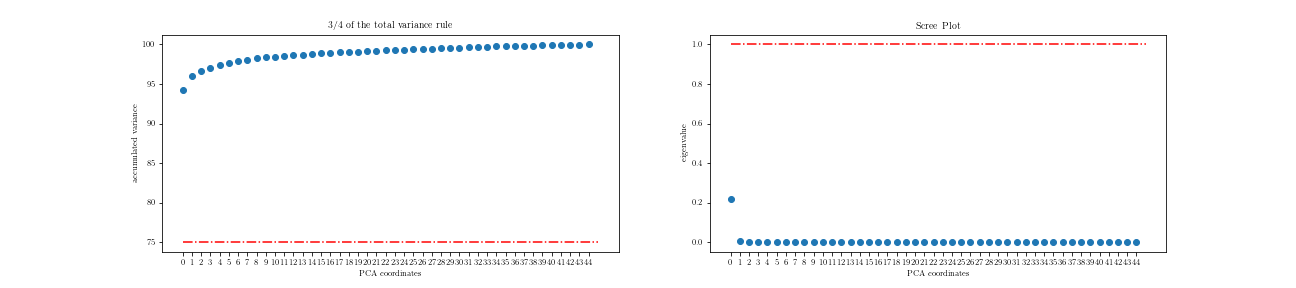 3/4 of the total variance rule
100
95
90
85
80
75
accumulated variance
0 1 2 3 4 5 6 7 8 9 10 11 12 13 14 15 16 17 18 19 20 21 22 23 24 25 26 27 28 29 30 31 32 33 34 35 36 37 38 39 40 41 42 43 44
PCA coordinates
Scree Plot
1.0
0.8
0.6
0.4
0.2
0.0
eigenvalue
0 1 2 3 4 5 6 7 8 9 10 11 12 13 14 15 16 17 18 19 20 21 22 23 24 25 26 27 28 29 30 31 32 33 34 35 36 37 38 39 40 41 42 43 44
PCA coordinates